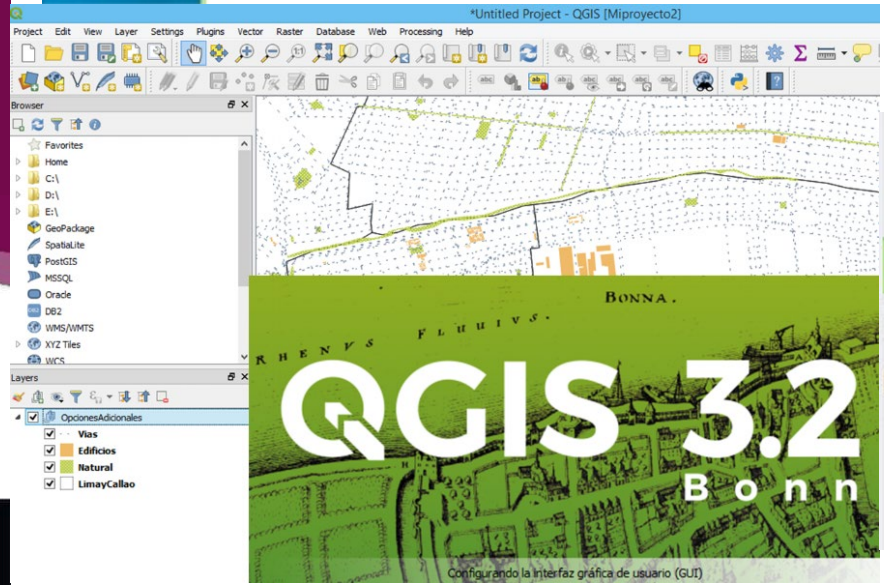 *Untitled Project - QGIS [Miproyecto2]
Project Edit View Layer Settings Plugins Vector Raster Database Web Processing Help
Browser
Favorites
Home
C:\
D:\
E:\
GeoPackage
SpatiaLite
PostGIS
MSSQL
Oracle
DB2
WMS/WMTS
XYZ Tiles
WCS
Layers
OpcionesAdicionales
Vias
Edificios
Natural
LimayCallao
BONNA.
RHENVS FLUUIVS.
QGIS 3.2
Bonn
Configurando la interfaz gráfica de usuario (GUI)